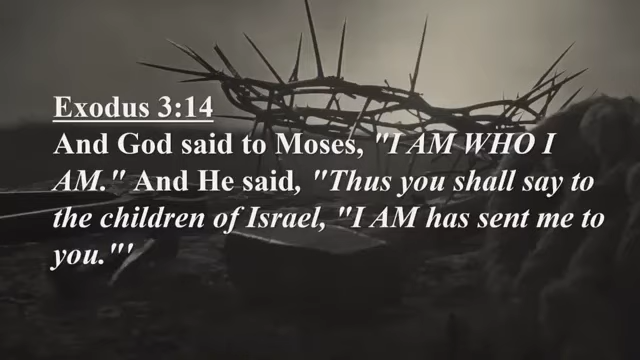 Exodus 3:14
And God said to Moses, "I AM WHO I
AM." And He said, "Thus you shall say to
the children of Israel, "I AM has sent me to
you."'